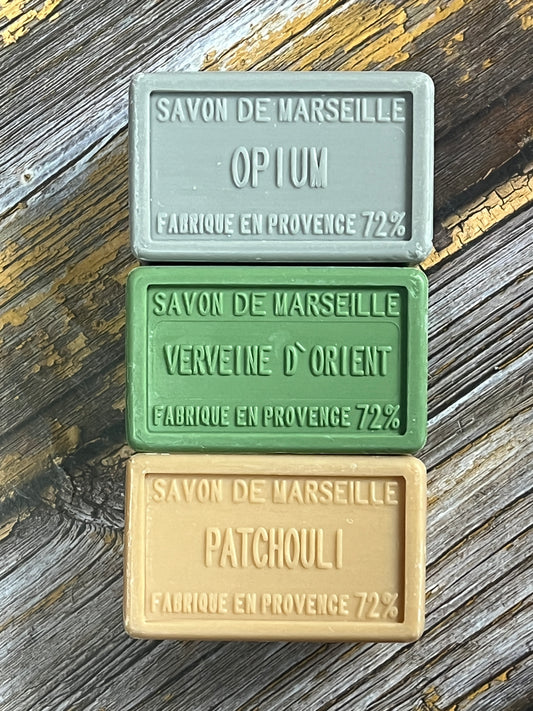 SAVON DE MARSEILLE
OPIUM
FABRIQUE EN PROVENCE 72%
SAVON DE MARSEILLE
VERVEINE D`ORIENT
FABRIQUE EN PROVENCE 72%
SAVON DE MARSEILLE
PATCHOULI
FABRIQUE EN PROVENCE 72%